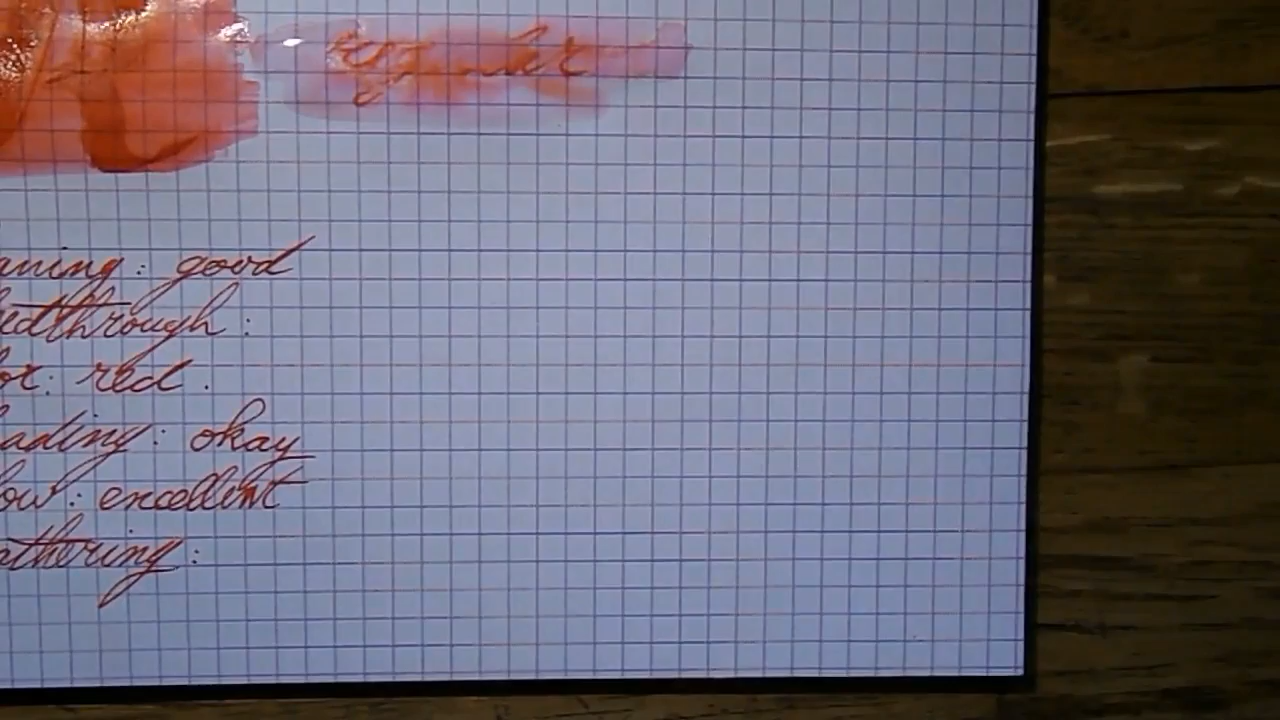 aning: good
edthrough:
or: red.
ading: okay
ow: excellent
athering: